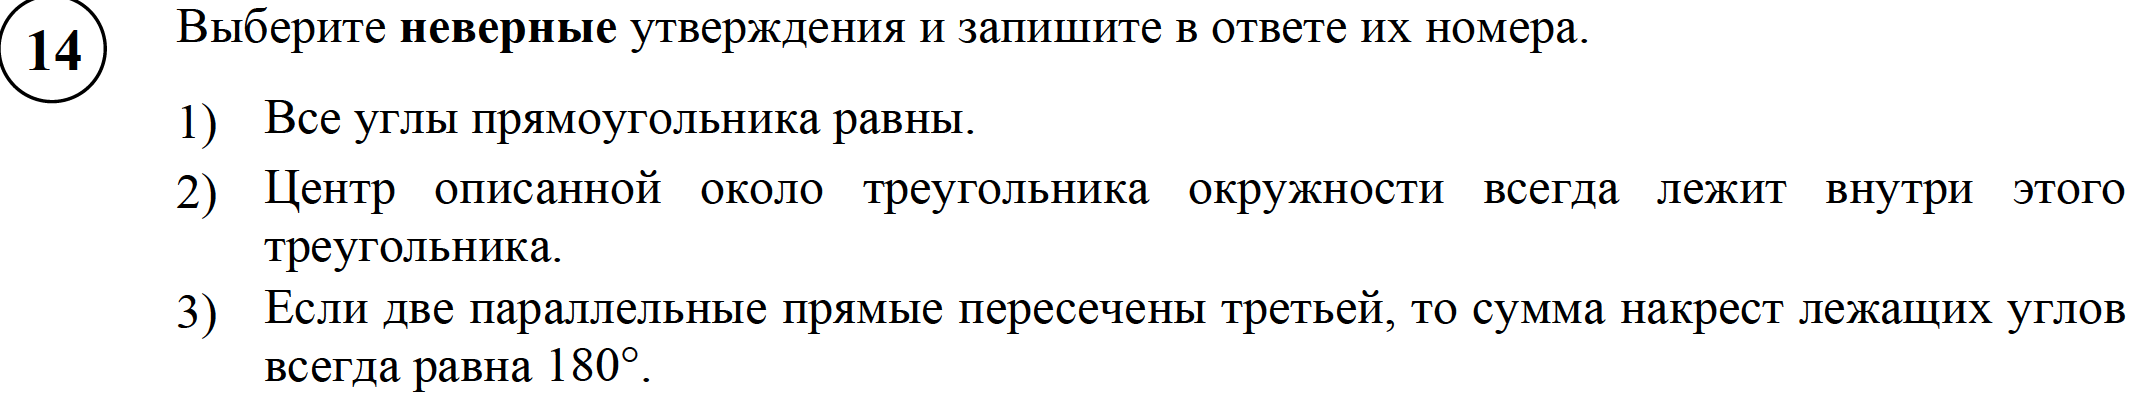 14 Выберите неверные утверждения и запишите в ответе их номера.
1) Все углы прямоугольника равны.
2) Центр описанной около треугольника окружности всегда лежит внутри этого
треугольника.
3) Если две параллельные прямые пересечены третьей, то сумма накрест лежащих углов
всегда равна 180°.